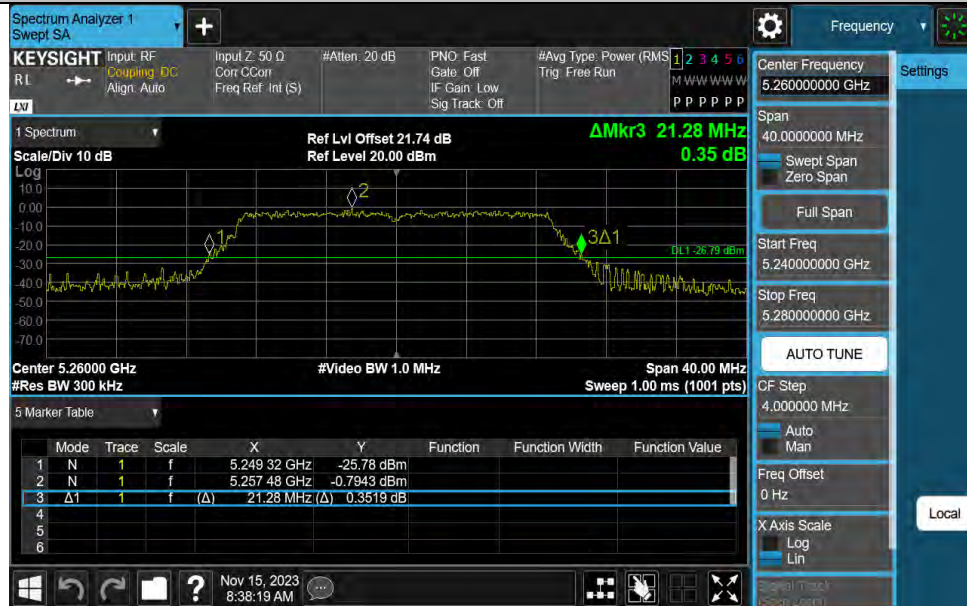 Spectrum Analyzer 1
Swept SA
+
Frequency
KEYSIGHT
RL
LXI
Input: RF
Coupling: DC
Align: Auto
Input Z: 50 Ω
Corr CCorr
Freq Ref: Int (S)
#Atten: 20 dB
PNO: Fast
Gate: Off
IF Gain: Low
Sig Track: Off
#Avg Type: Power (RMS
Trig: Free Run
1 2 3 4 5 6
M W W W W W
P P P P P P
1 Spectrum
Scale/Div 10 dB
Ref Lvl Offset 21.74 dB
Ref Level 20.00 dBm
ΔMkr3 21.28 MHz
0.35 dB
Log
10.0
0.00
-10.0
-20.0
-30.0
-40.0
-50.0
-60.0
-70.0
1
2
3Δ1
DL1 -26.79 dBm
Center 5.26000 GHz
#Video BW 1.0 MHz
Span 40.00 MHz
#Res BW 300 kHz
Sweep 1.00 ms (1001 pts)
5 Marker Table
Mode Trace Scale X Y Function Function Width Function Value
1 N 1 f 5.249 32 GHz -25.78 dBm
2 N 1 f 5.257 48 GHz -0.7943 dBm
3 Δ1 1 f (Δ) 21.28 MHz (Δ) 0.3519 dB
4
5
6
Nov 15, 2023
8:38:19 AM
?
Center Frequency
5.260000000 GHz
Span
40.0000000 MHz
Swept Span
Zero Span
Full Span
Start Freq
5.240000000 GHz
Stop Freq
5.280000000 GHz
AUTO TUNE
CF Step
4.000000 MHz
Auto
Man
Freq Offset
0 Hz
X Axis Scale
Log
Lin
Signal Track
(Span Zoom)
Settings
Local